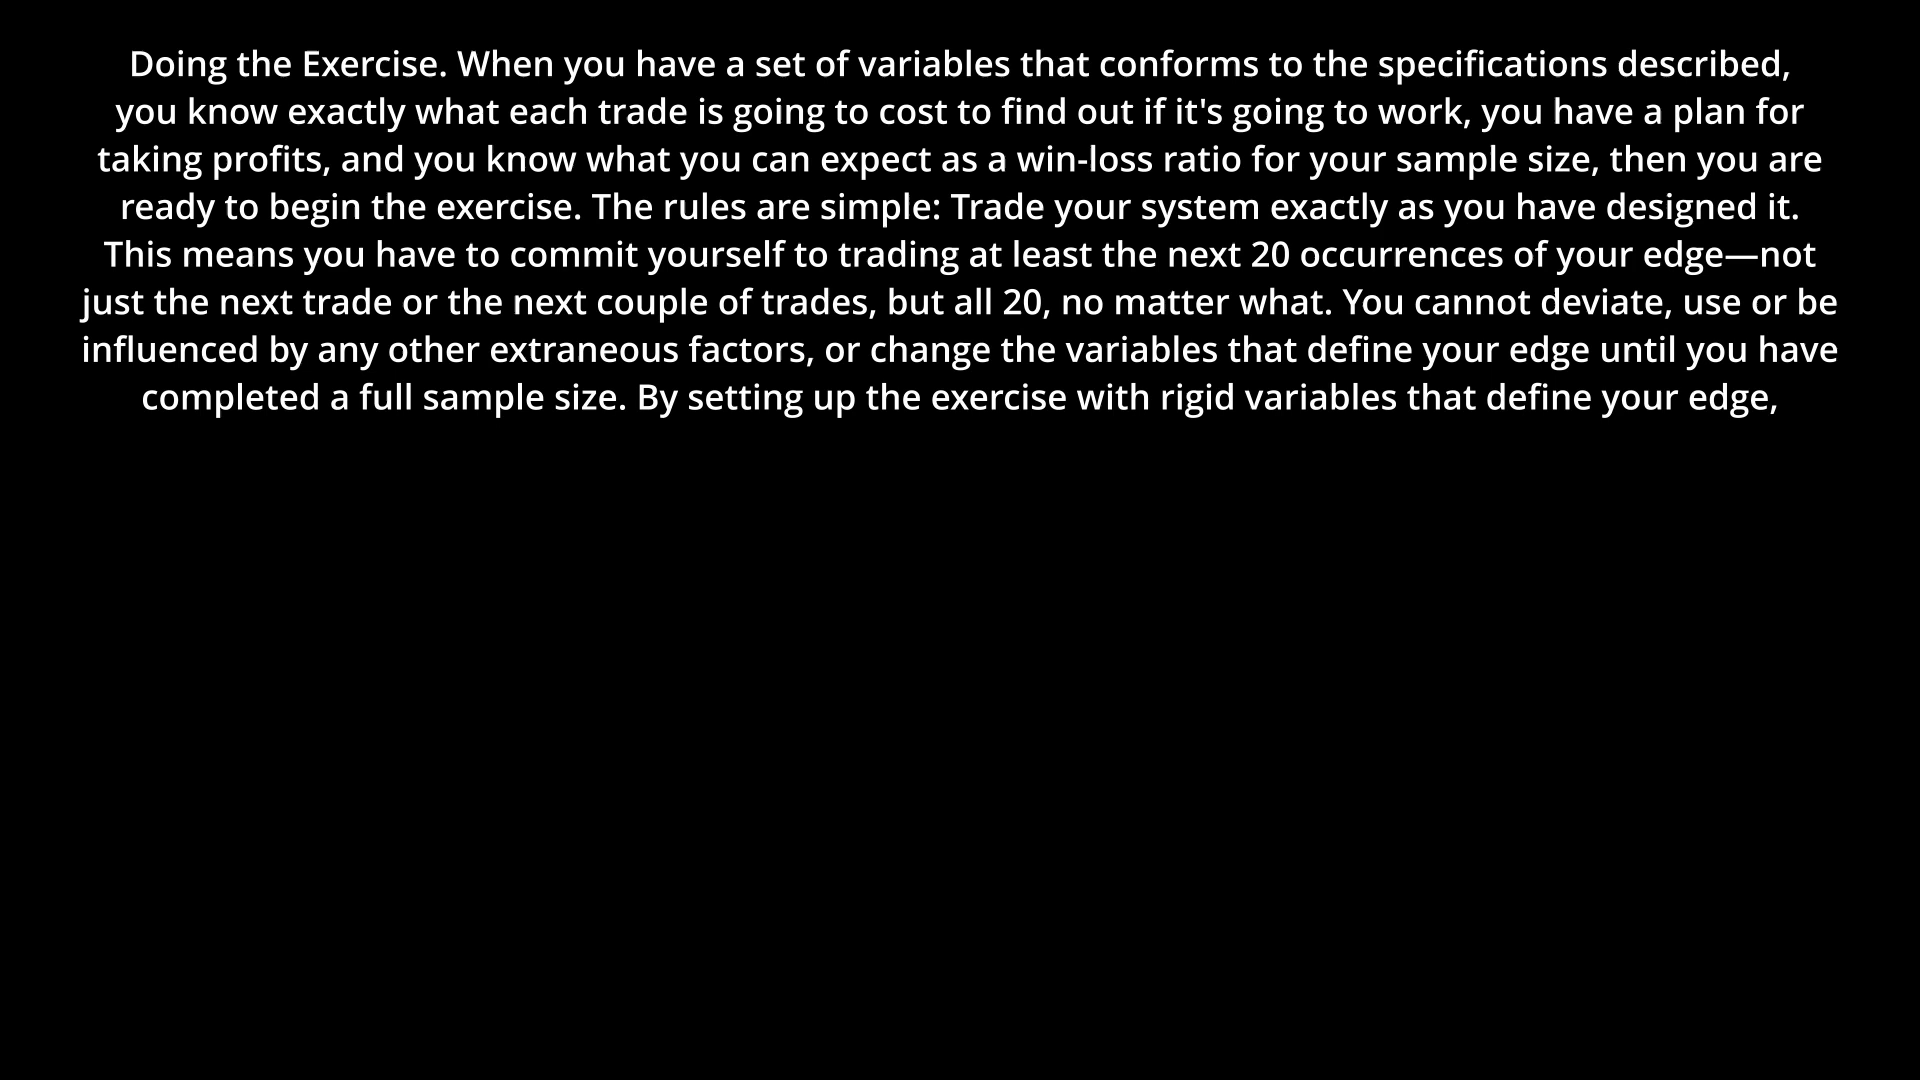 Doing the Exercise. When you have a set of variables that conforms to the specifications described,
you know exactly what each trade is going to cost to find out if it's going to work, you have a plan for
taking profits, and you know what you can expect as a win-loss ratio for your sample size, then you are
ready to begin the exercise. The rules are simple: Trade your system exactly as you have designed it.
This means you have to commit yourself to trading at least the next 20 occurrences of your edge—not
just the next trade or the next couple of trades, but all 20, no matter what. You cannot deviate, use or be
influenced by any other extraneous factors, or change the variables that define your edge until you have
completed a full sample size. By setting up the exercise with rigid variables that define your edge,